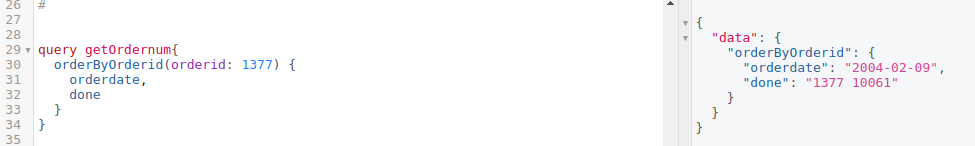 26 #
27
28
29 query getOrdernum{
30 orderByOrderid(orderid: 1377) {
31 orderdate,
32 done
33 }
34 }
35
{
"data": {
"orderByOrderid": {
"orderdate": "2004-02-09",
"done": "1377 10061"
}
}
}